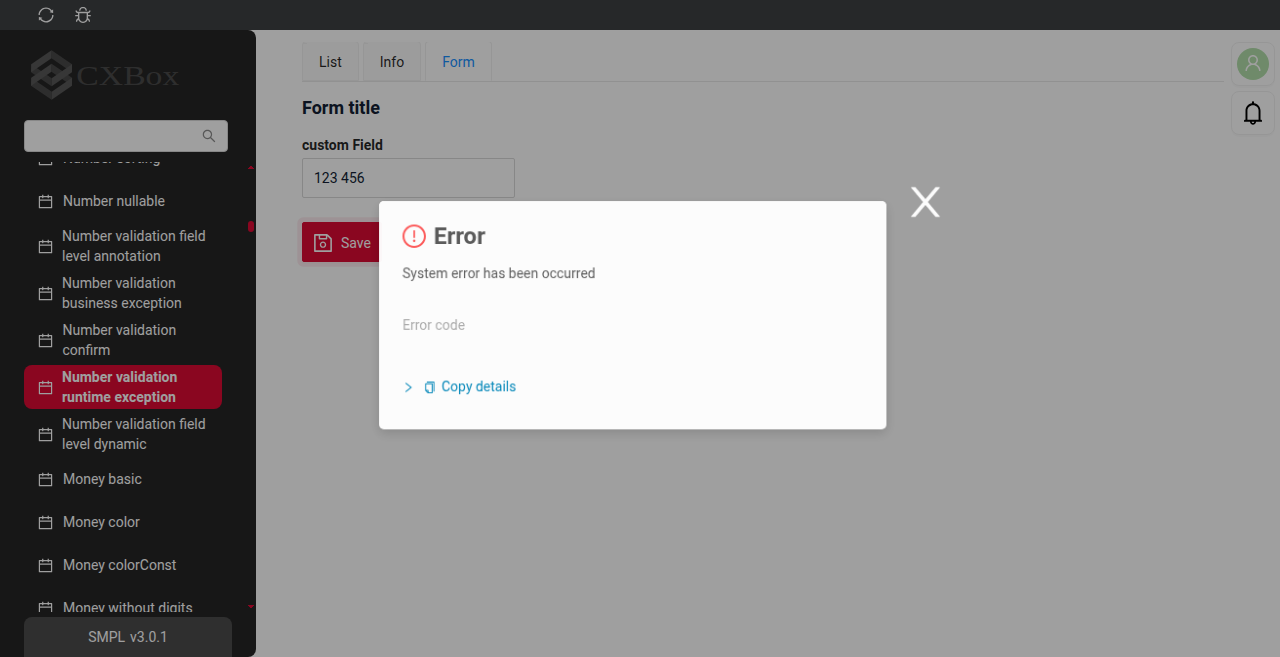 CXBox
List
Info
Form
Form title
custom Field
123 456
Save
Error
System error has been occurred
Error code
Copy details
Number sorting
Number nullable
Number validation field
level annotation
Number validation
business exception
Number validation
confirm
Number validation
runtime exception
Number validation field
level dynamic
Money basic
Money color
Money colorConst
Money without digits
SMPL v3.0.1